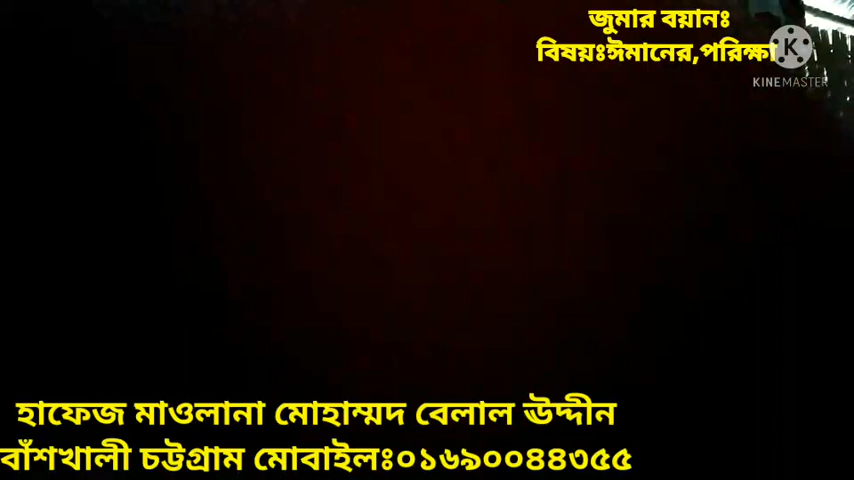 জুমার বয়ানঃ
বিষয়ঃঈমানের,পরিক্ষা
KINEMASTER
হাফেজ মাওলানা মোহাম্মদ বেলাল ঊদ্দীন
বাঁশখালী চট্টগ্রাম মোবাইলঃ০১৬৯০০৪৪৩৫৫